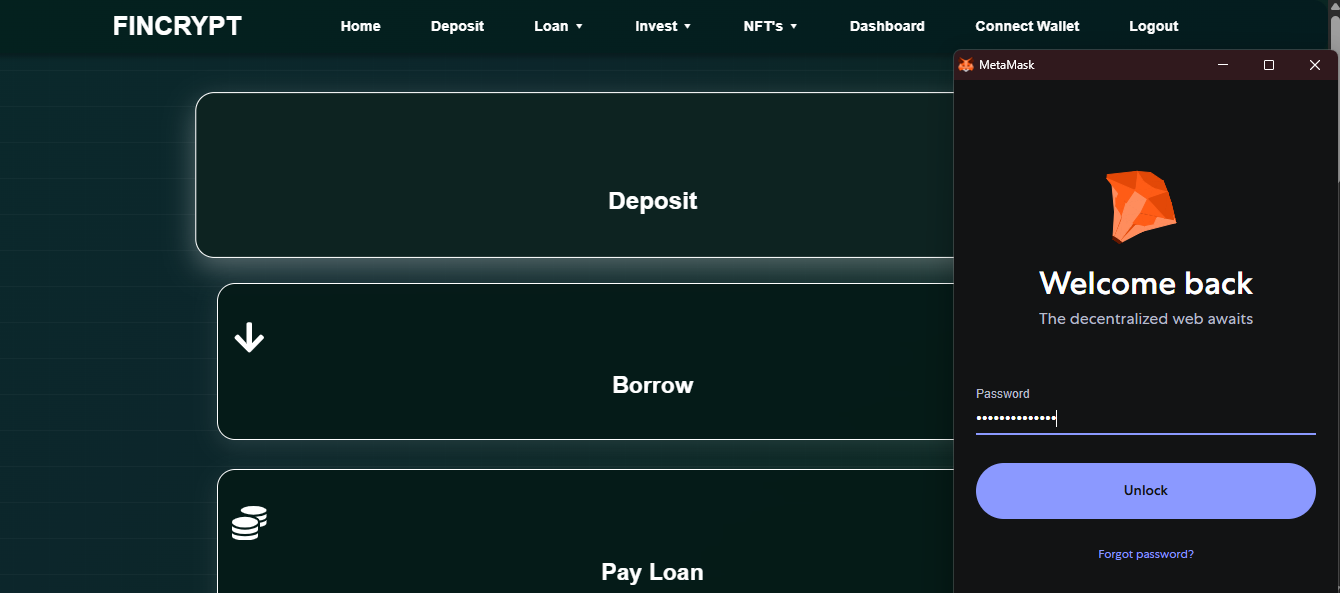 FINCRYPT Home Deposit Loan Invest NFT's Dashboard Connect Wallet Logout
MetaMask
Deposit
Borrow
Pay Loan
Welcome back
The decentralized web awaits
Password
••••••••••••••
Unlock
Forgot password?